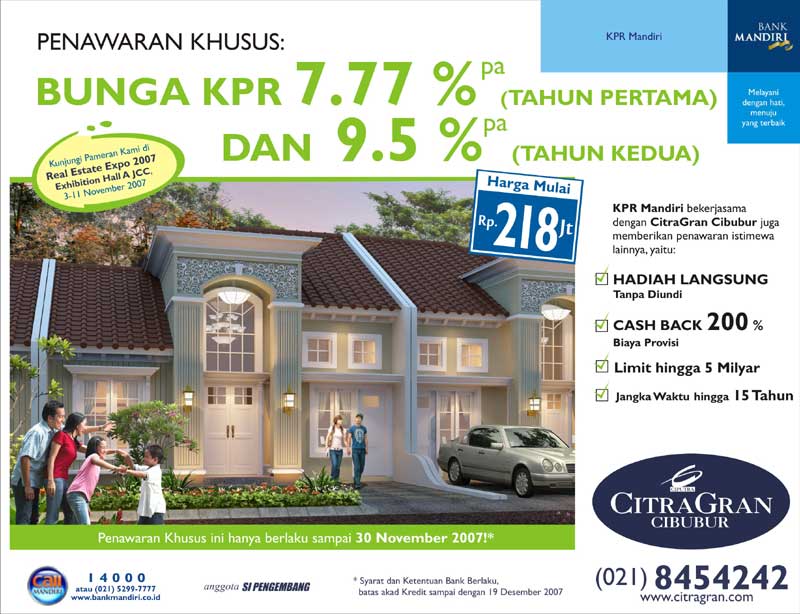 PENAWARAN KHUSUS:
BUNGA KPR 7.77 %pa (TAHUN PERTAMA)
DAN 9.5 %pa (TAHUN KEDUA)
KPR Mandiri
BANK
MANDIRI
Melayani
dengan hati,
menuju
yang terbaik
Kunjungi Pameran Kami di
Real Estate Expo 2007
Exhibition Hall A JCC.
3-11 November 2007
Harga Mulai
Rp. 218 Jt
KPR Mandiri bekerjasama
dengan CitraGran Cibubur juga
memberikan penawaran istimewa
lainnya, yaitu:
HADIAH LANGSUNG
Tanpa Diundi
CASH BACK 200 %
Biaya Provisi
Limit hingga 5 Milyar
Jangka Waktu hingga 15 Tahun
CIPUTRA
CITRAGRAN
CIBUBUR
Penawaran Khusus ini hanya berlaku sampai 30 November 2007!*
Call
MANDIRI
14000
atau (021) 5299-7777
www.bankmandiri.co.id
anggota SI PENGEMBANG
* Syarat dan Ketentuan Bank Berlaku,
batas akad Kredit sampai dengan 19 Desember 2007
(021) 8454242
www.citragran.com